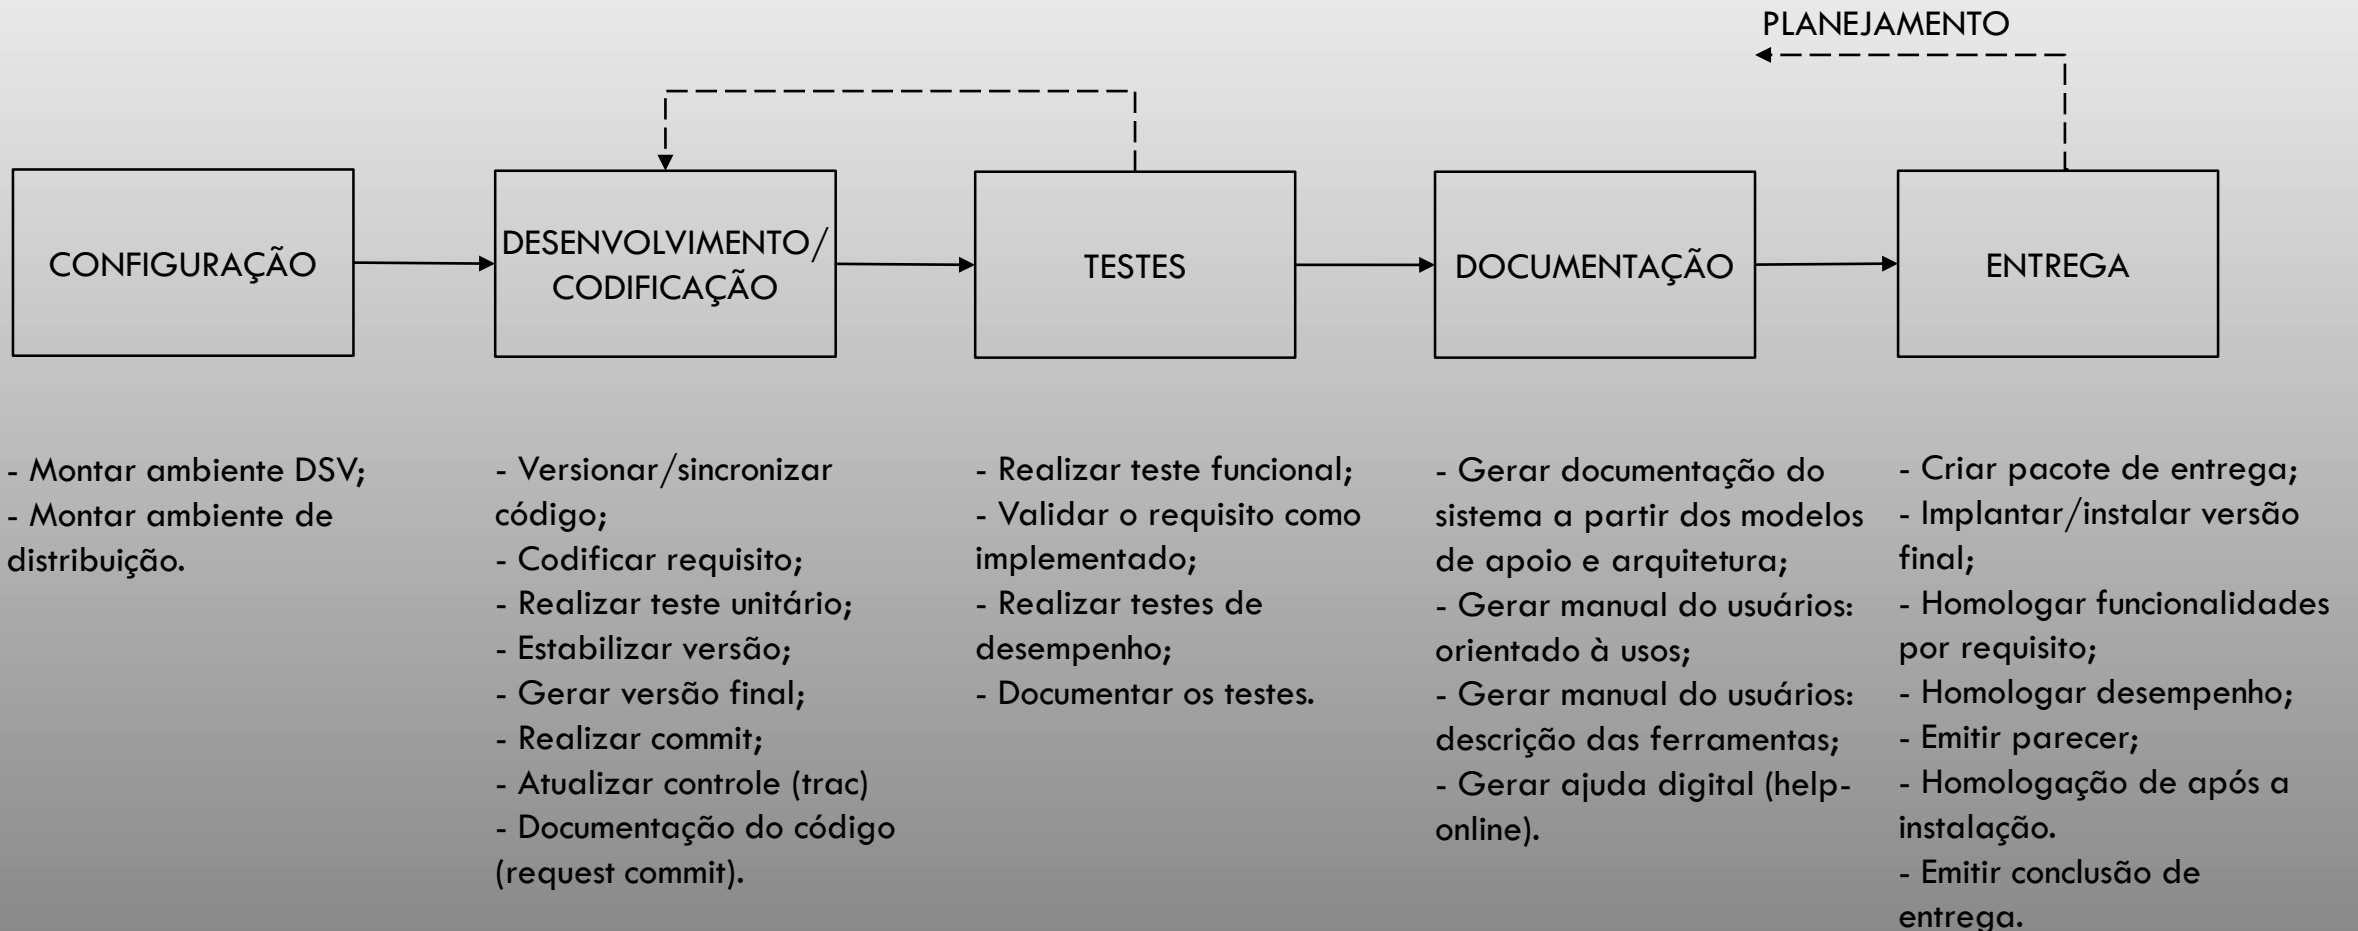 PLANEJAMENTO
CONFIGURAÇÃO
DESENVOLVIMENTO/
CODIFICAÇÃO
TESTES
DOCUMENTAÇÃO
ENTREGA
- Montar ambiente DSV;
- Montar ambiente de
distribuição.
- Versionar/sincronizar
código;
- Codificar requisito;
- Realizar teste unitário;
- Estabilizar versão;
- Gerar versão final;
- Realizar commit;
- Atualizar controle (trac)
- Documentação do código
(request commit).
- Realizar teste funcional;
- Validar o requisito como
implementado;
- Realizar testes de
desempenho;
- Documentar os testes.
- Gerar documentação do
sistema a partir dos modelos
de apoio e arquitetura;
- Gerar manual do usuários:
orientado à usos;
- Gerar manual do usuários:
descrição das ferramentas;
- Gerar ajuda digital (help-
online).
- Criar pacote de entrega;
- Implantar/instalar versão
final;
- Homologar funcionalidades
por requisito;
- Homologar desempenho;
- Emitir parecer;
- Homologação de após a
instalação.
- Emitir conclusão de
entrega.